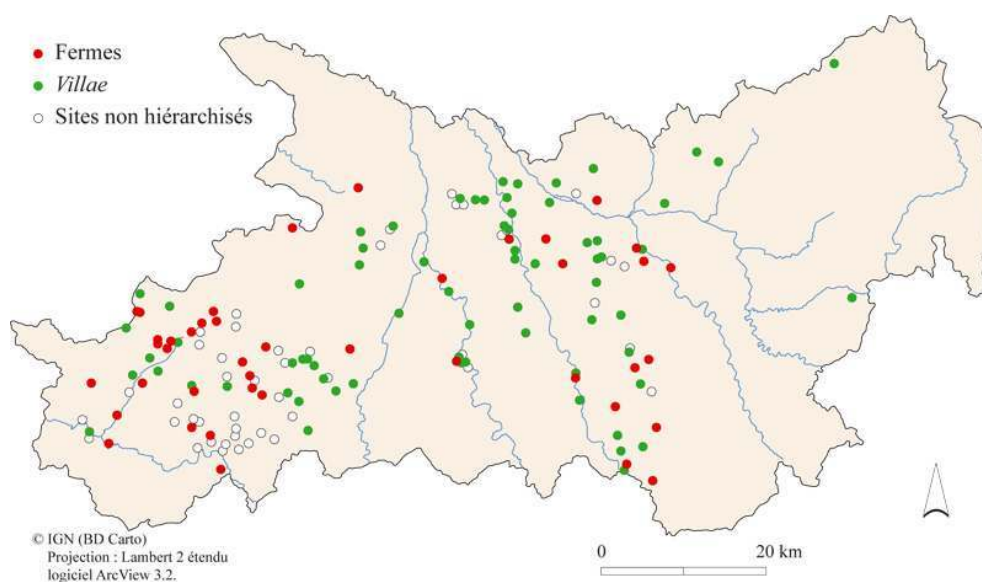 Fermes
Villae
Sites non hiérarchisés
© IGN (BD Carto)
Projection : Lambert 2 étendu
logiciel ArcView 3.2.
0 20 km